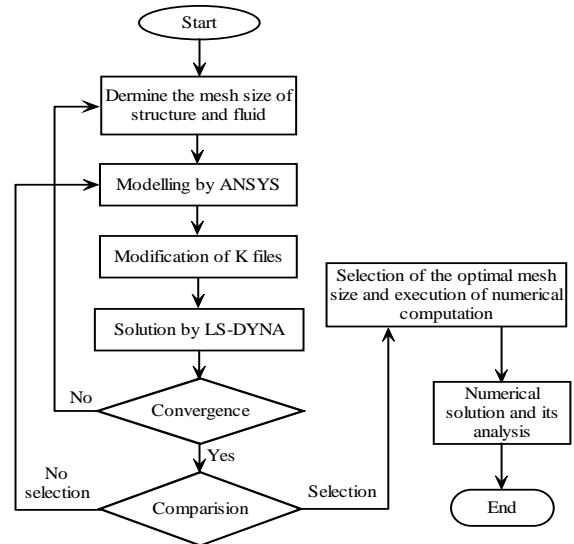 Start
Dermine the mesh size of
structure and fluid
Modelling by ANSYS
Modification of K files
Solution by LS-DYNA
No
Convergence
Yes
No
selection
Comparision
Selection
Selection of the optimal mesh
size and execution of numerical
computation
Numerical
solution and its
analysis
End